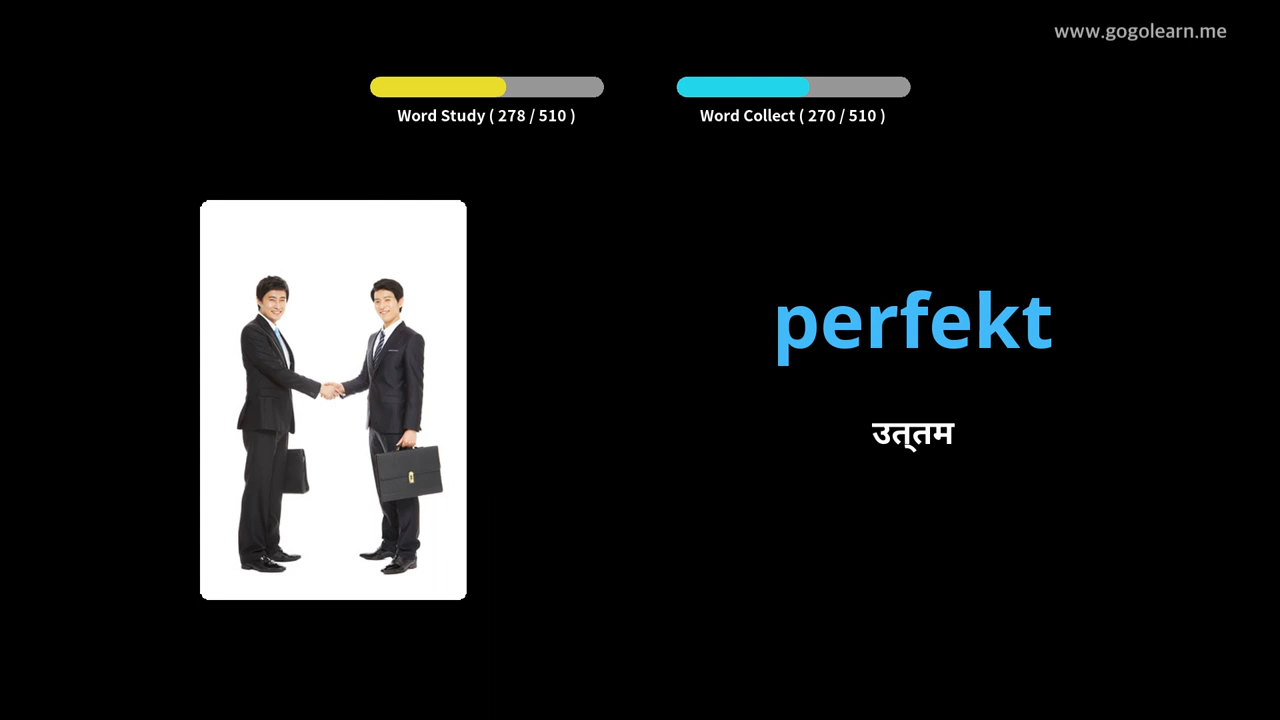 www.gogolearn.me
Word Study ( 278 / 510 )
Word Collect ( 270 / 510 )
perfekt
उत्तम